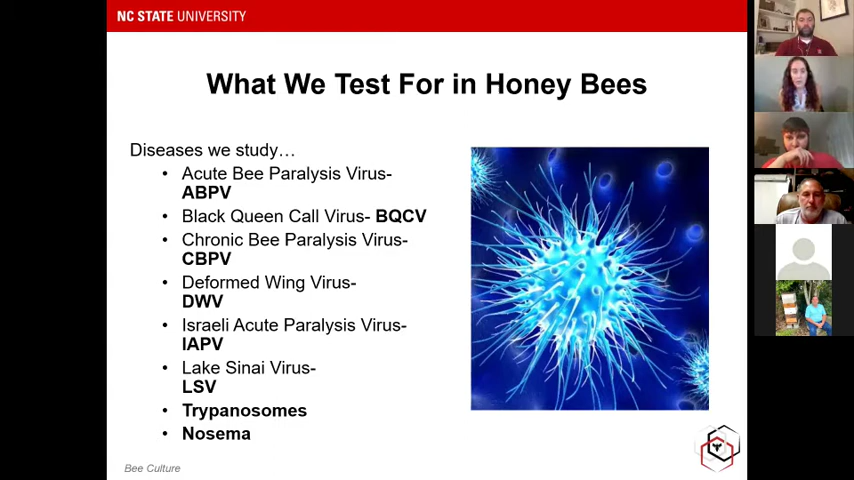 NC STATE UNIVERSITY
What We Test For in Honey Bees
Diseases we study…
• Acute Bee Paralysis Virus-
ABPV
• Black Queen Call Virus- BQCV
• Chronic Bee Paralysis Virus-
CBPV
• Deformed Wing Virus-
DWV
• Israeli Acute Paralysis Virus-
IAPV
• Lake Sinai Virus-
LSV
• Trypanosomes
• Nosema
Bee Culture